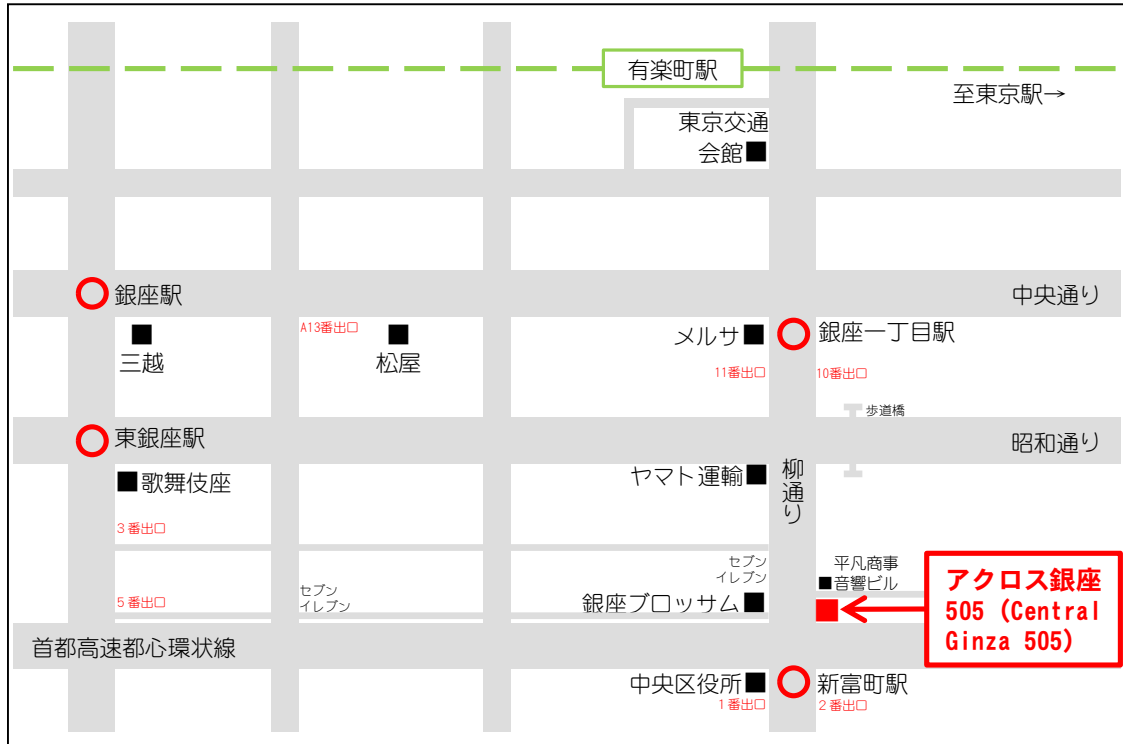 有楽町駅
至東京駅→
東京交通
会館
銀座駅
中央通り
三越
A13番出口
松屋
メルサ
銀座一丁目駅
11番出口
10番出口
歩道橋
東銀座駅
昭和通り
歌舞伎座
ヤマト運輸
柳通り
3番出口
セブン
イレブン
平凡商事
音響ビル
5番出口
セブン
イレブン
銀座ブロッサム
アクロス銀座
505 (Central
Ginza 505)
首都高速都心環状線
中央区役所
新富町駅
1番出口
2番出口